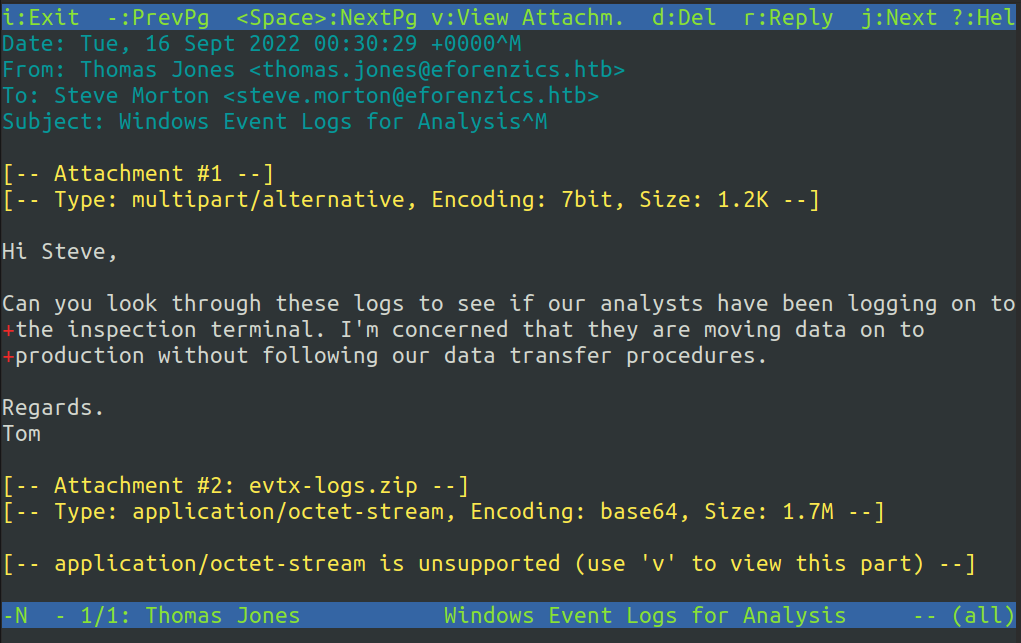 i:Exit  -:PrevPg  <Space>:NextPg v:View Attachm.  d:Del  r:Reply  j:Next ?:Hel
Date: Tue, 16 Sept 2022 00:30:29 +0000^M
From: Thomas Jones <thomas.jones@eforenzics.htb>
To: Steve Morton <steve.morton@eforenzics.htb>
Subject: Windows Event Logs for Analysis^M
[-- Attachment #1 --]
[-- Type: multipart/alternative, Encoding: 7bit, Size: 1.2K --]
Hi Steve,
Can you look through these logs to see if our analysts have been logging on to
+the inspection terminal. I'm concerned that they are moving data on to
+production without following our data transfer procedures.
Regards.
Tom
[-- Attachment #2: evtx-logs.zip --]
[-- Type: application/octet-stream, Encoding: base64, Size: 1.7M --]
[-- application/octet-stream is unsupported (use 'v' to view this part) --]
-N  - 1/1: Thomas Jones           Windows Event Logs for Analysis     -- (all)